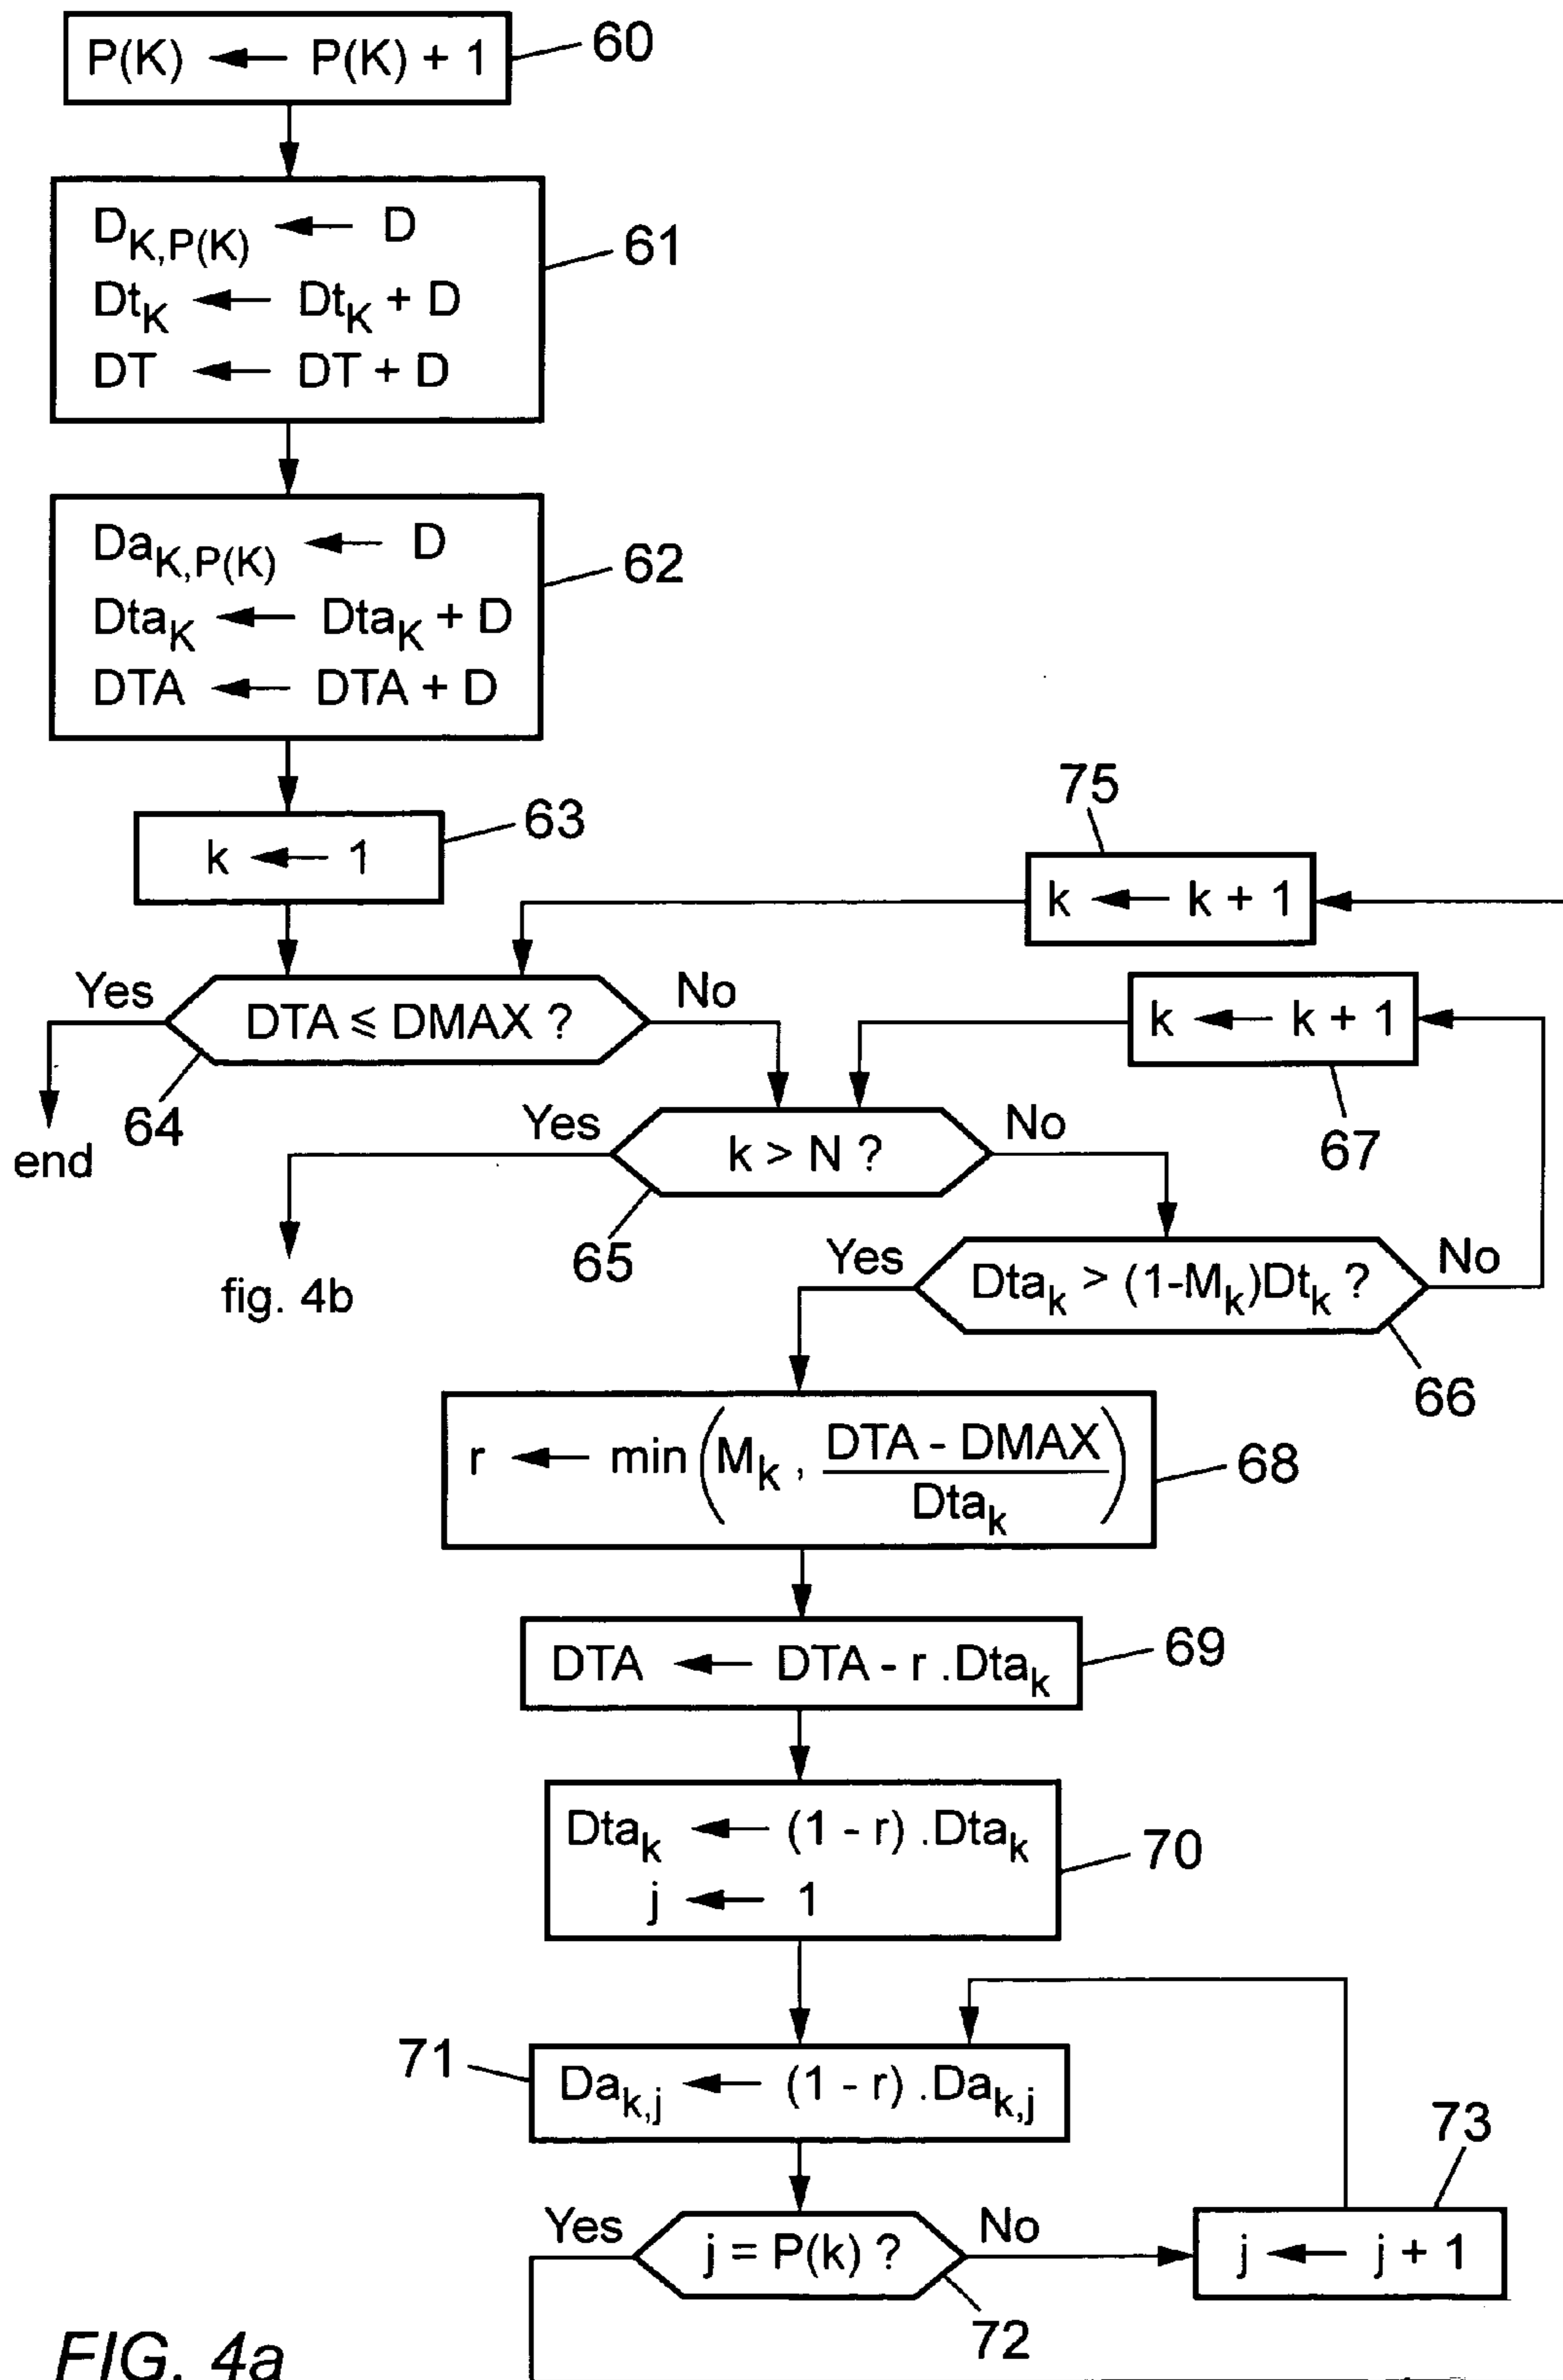 P(K) ← P(K) + 1
60
D_K,P(K) ← D
Dt_K ← Dt_K + D
DT ← DT + D
61
Da_K,P(K) ← D
Dta_K ← Dta_K + D
DTA ← DTA + D
62
k ← 1
63
75
k ← k + 1
Yes
DTA ⩽ DMAX ?
No
64
end
k ← k + 1
67
Yes
k > N ?
No
65
fig. 4b
Yes
Dta_k > (1-M_k)Dt_k ?
No
66
r ← min(M_k , (DTA - DMAX)/Dta_k)
68
DTA ← DTA - r .Dta_k
69
Dta_k ← (1 - r) .Dta_k
j ← 1
70
71
Da_k,j ← (1 - r) .Da_k,j
Yes
j = P(k) ?
No
72
73
j ← j + 1
FIG. 4a